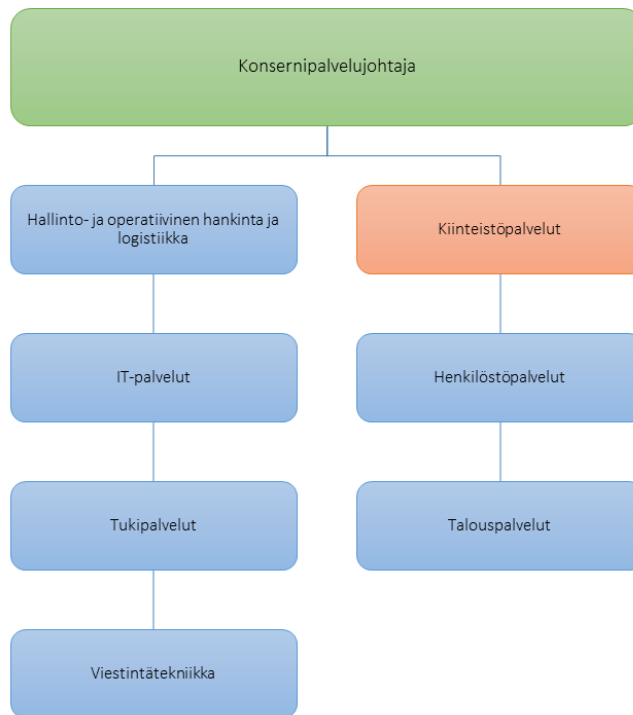 Konsernipalvelujohtaja
Hallinto- ja operatiivinen hankinta ja
logistiikka
Kiinteistöpalvelut
IT-palvelut
Henkilöstöpalvelut
Tukipalvelut
Talouspalvelut
Viestintätekniikka